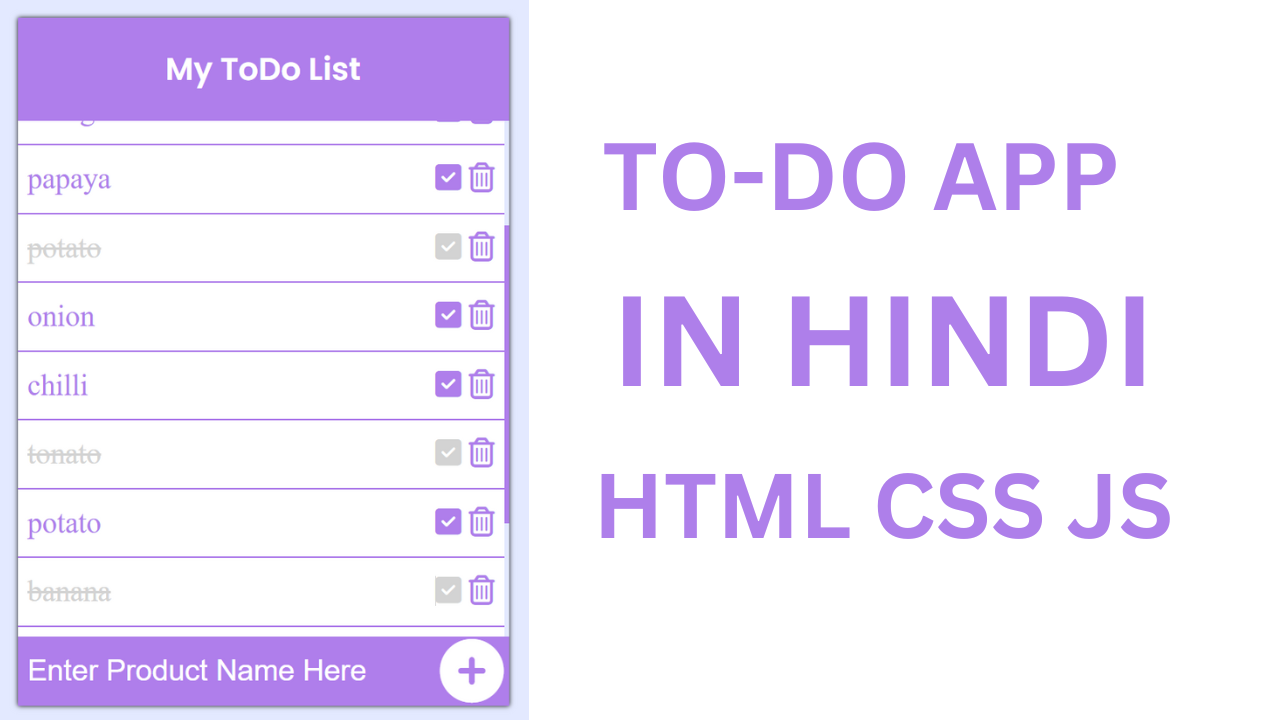 My ToDo List
papaya
potato
onion
chilli
tonato
potato
banana
Enter Product Name Here
TO-DO APP
IN HINDI
HTML CSS JS